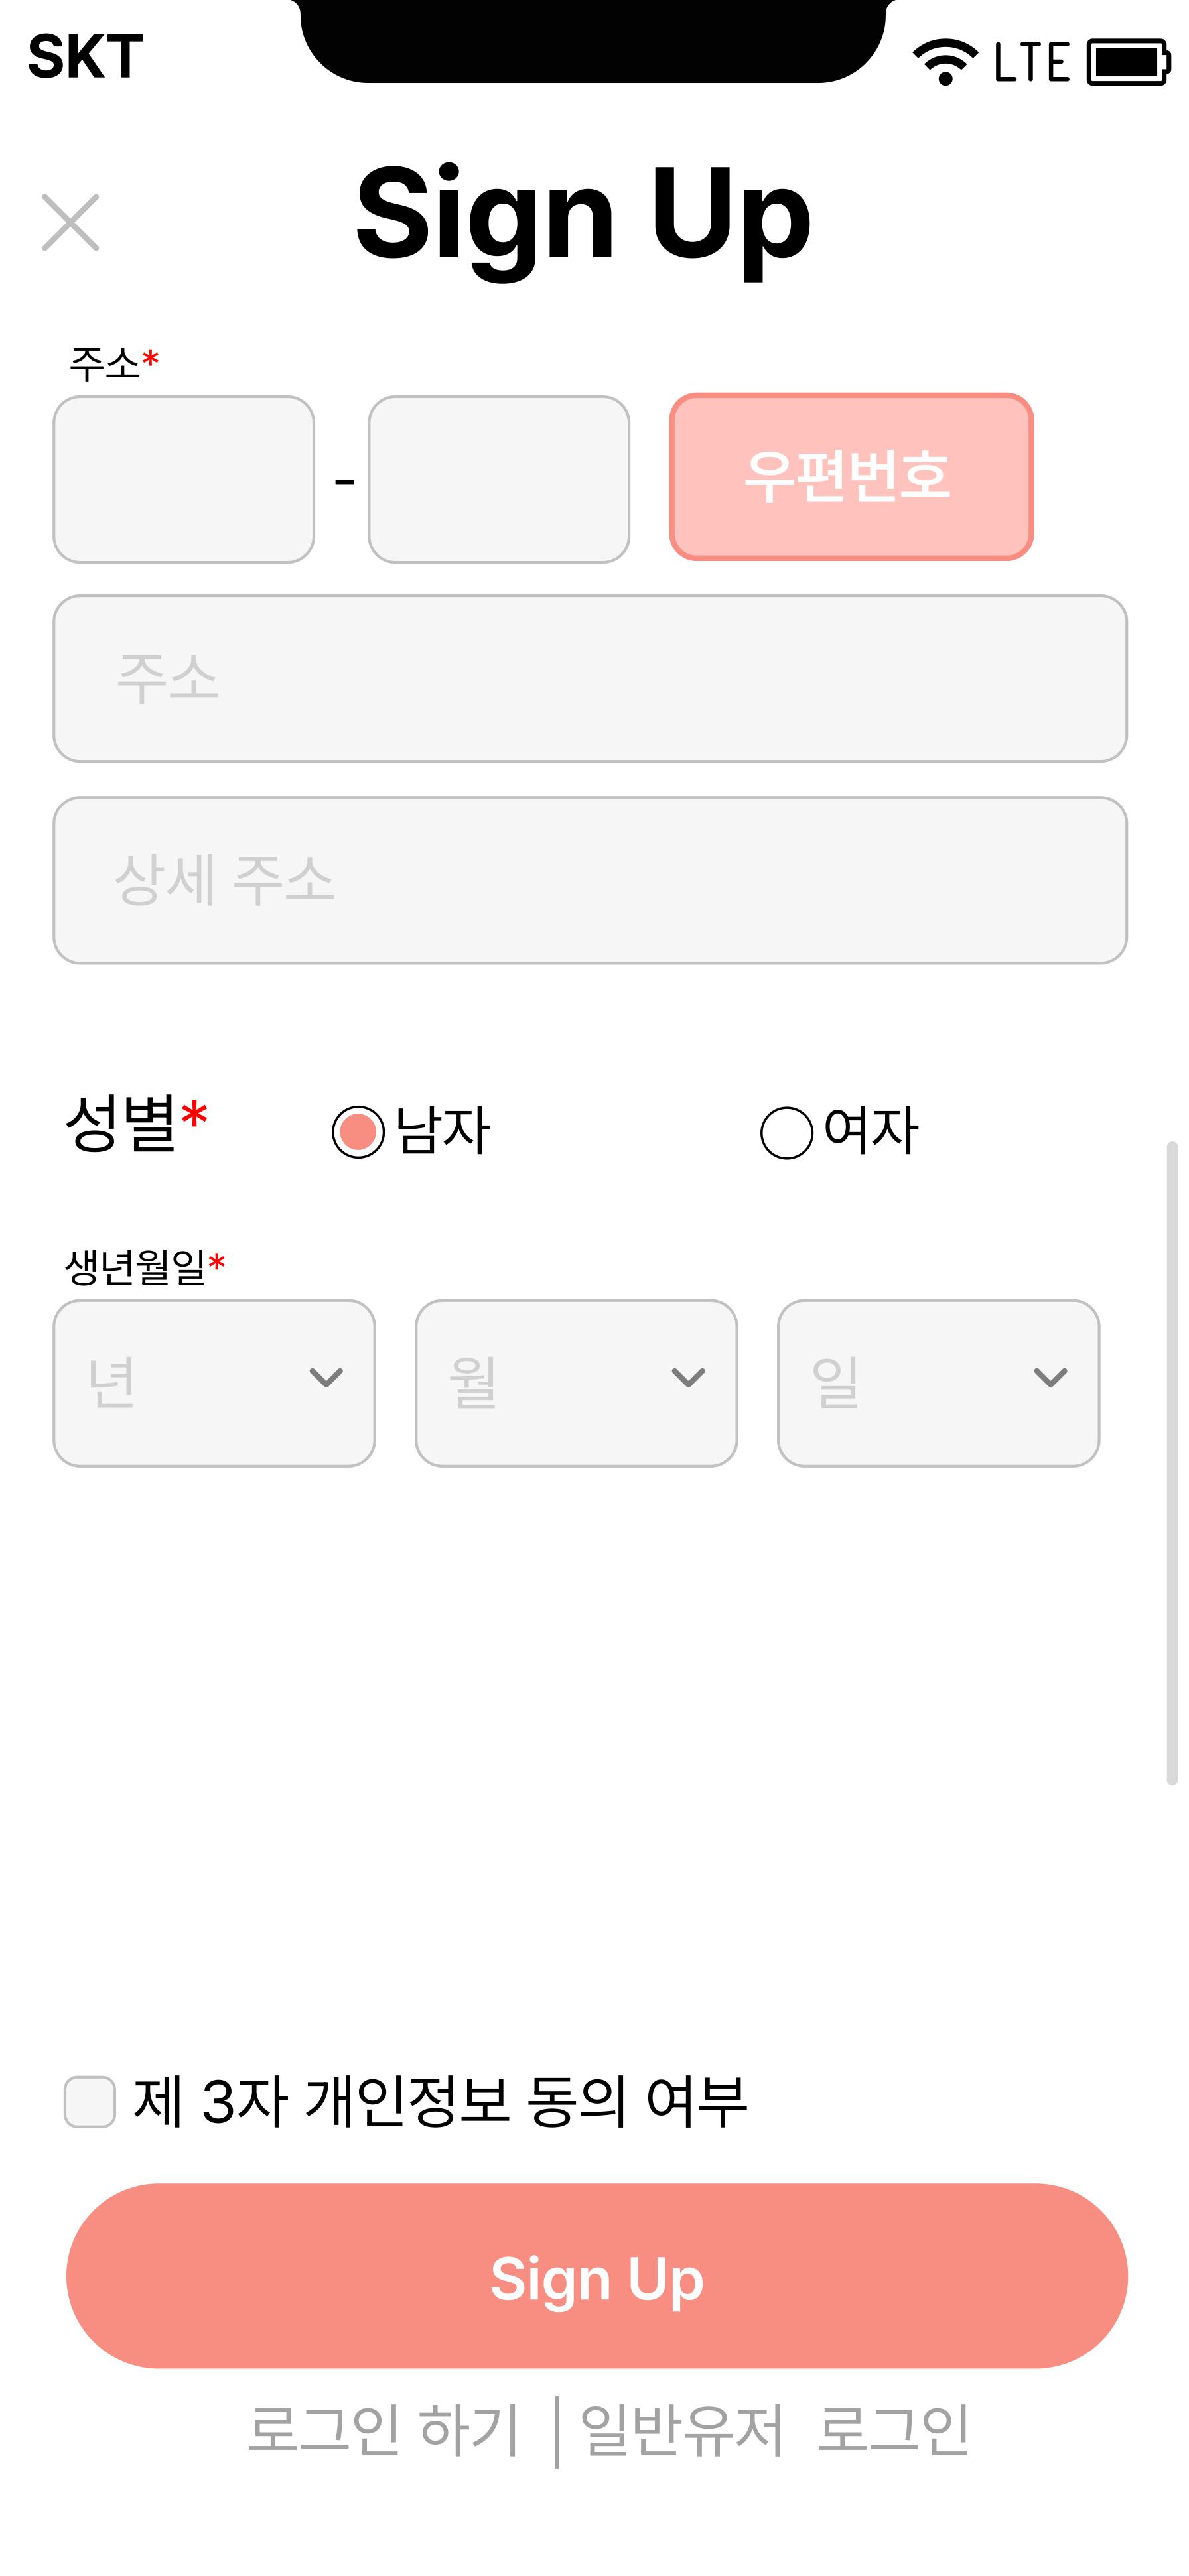 SKT LTE
Sign Up
주소*
- 우편번호
주소
상세 주소
성별* 남자 여자
생년월일*
년 월 일
제 3자 개인정보 동의 여부
Sign Up
로그인 하기 | 일반유저 로그인